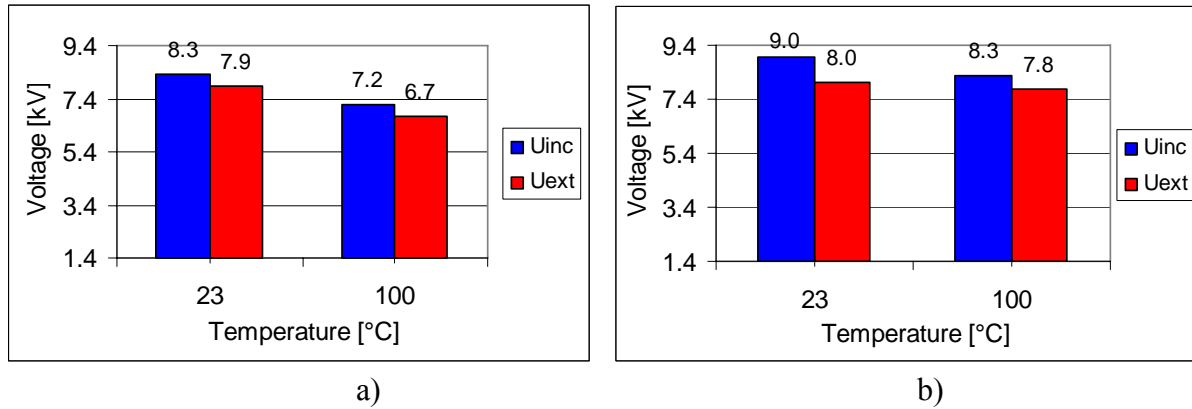 9.4
7.4
5.4
3.4
1.4
Voltage [kV]
8.3
7.9
7.2
6.7
23
100
Temperature [°C]
Uinc
Uext
a)
9.4
7.4
5.4
3.4
1.4
Voltage [kV]
9.0
8.0
8.3
7.8
23
100
Temperature [°C]
Uinc
Uext
b)